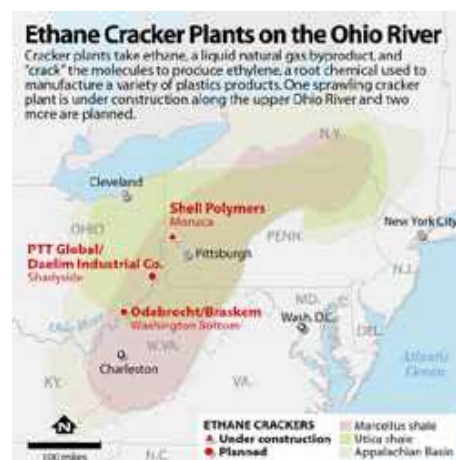 Ethane Cracker Plants on the Ohio River
Cracker plants take ethane, a liquid natural gas byproduct, and
"crack" the molecules to produce ethylene, a root chemical used to
manufacture a variety of plastics products. One sprawling cracker
plant is under construction along the upper Ohio River and two
more are planned.
N.Y.
Cleveland
Shell Polymers
Monaca
OHIO
New York City
PENN.
PTT Global/
Daelim Industrial Co.
Shadyside
Pittsburgh
N.J.
MD.
Odabrecht/Braskem
Washington Bottom
Wash. D.C.
DEL.
Ohio River
W.VA.
Atlantic
Ocean
Charleston
KY.
VA.
N
ETHANE CRACKERS
Under construction
Planned
Marcellus shale
Utica shale
Appalachian Basin
100 miles
N.C.